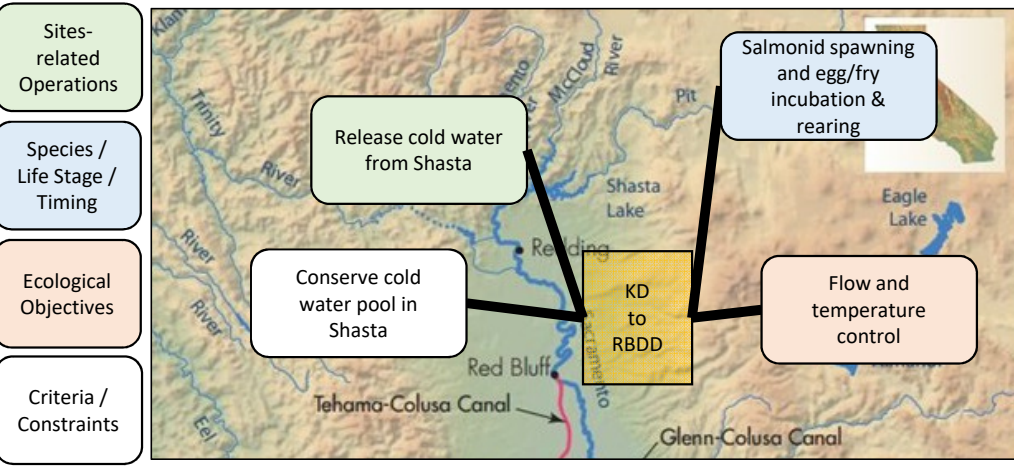 Sites-
related
Operations
Species /
Life Stage /
Timing
Ecological
Objectives
Criteria /
Constraints
Trinity
River
McCloud
River
Pit
Shasta
Lake
Eagle
Lake
Redding
River
River
Eel
Red Bluff
Sacramento
Tehama-Colusa Canal
Glenn-Colusa Canal
Release cold water
from Shasta
Conserve cold
water pool in
Shasta
KD
to
RBDD
Salmonid spawning
and egg/fry
incubation &
rearing
Flow and
temperature
control